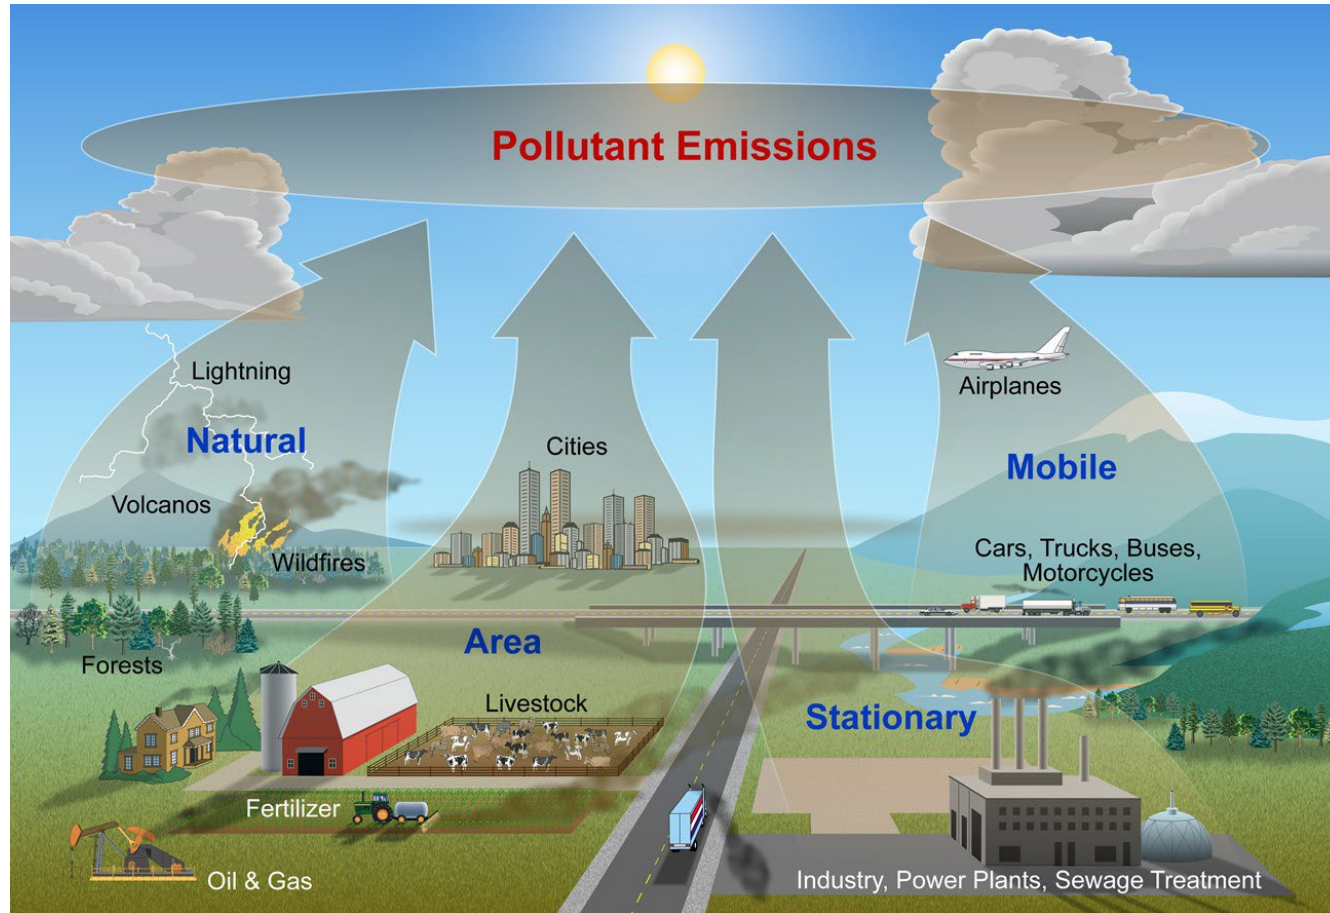 Pollutant Emissions
Lightning
Natural
Volcanos
Wildfires
Forests
Cities
Area
Livestock
Fertilizer
Oil & Gas
Airplanes
Mobile
Cars, Trucks, Buses,
Motorcycles
Stationary
Industry, Power Plants, Sewage Treatment